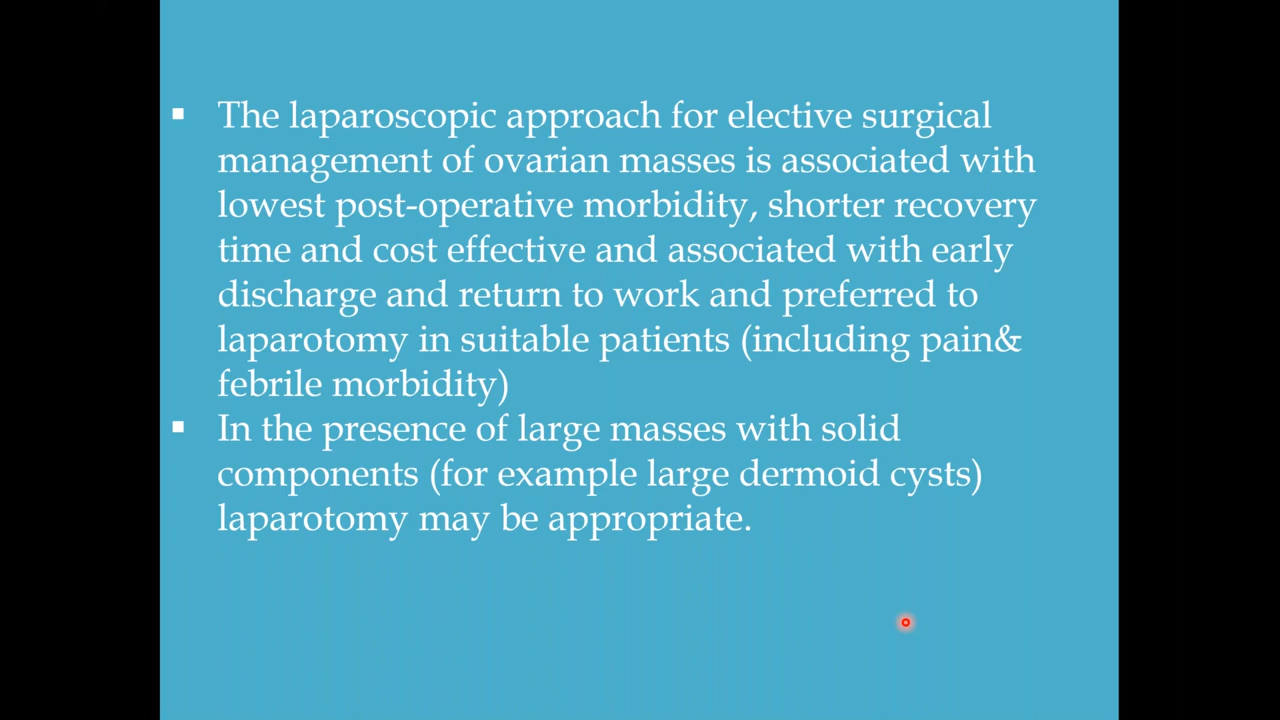 ▪ The laparoscopic approach for elective surgical
management of ovarian masses is associated with
lowest post-operative morbidity, shorter recovery
time and cost effective and associated with early
discharge and return to work and preferred to
laparotomy in suitable patients (including pain&
febrile morbidity)
▪ In the presence of large masses with solid
components (for example large dermoid cysts)
laparotomy may be appropriate.